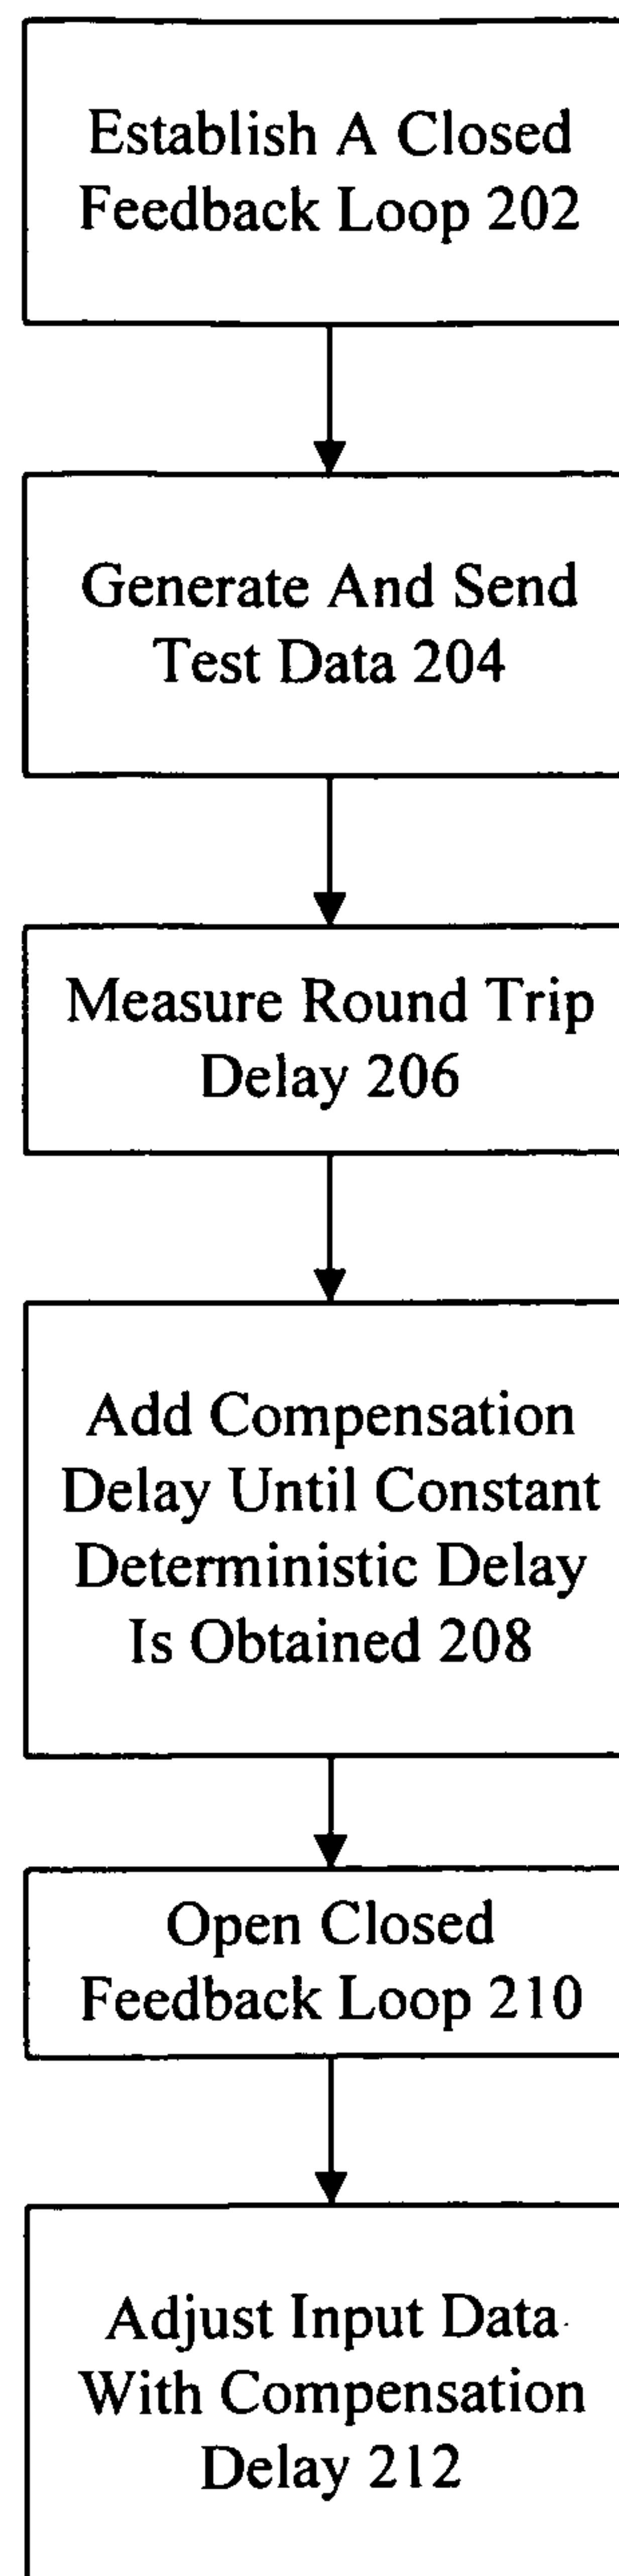 Establish A Closed
Feedback Loop 202
Generate And Send
Test Data 204
Measure Round Trip
Delay 206
Add Compensation
Delay Until Constant
Deterministic Delay
Is Obtained 208
Open Closed
Feedback Loop 210
Adjust Input Data
With Compensation
Delay 212